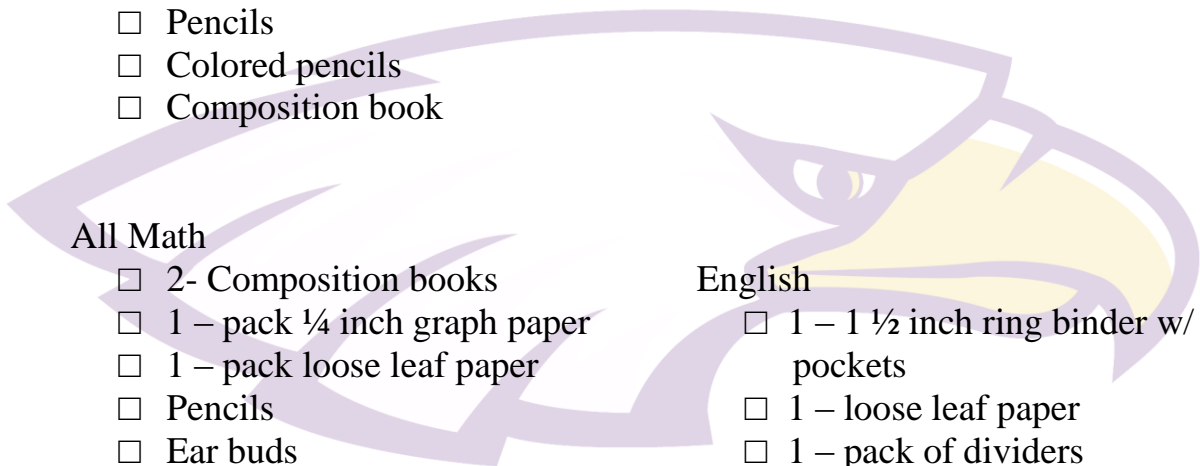 □ Pencils
□ Colored pencils
□ Composition book
All Math
□ 2- Composition books
□ 1 – pack ¼ inch graph paper
□ 1 – pack loose leaf paper
□ Pencils
□ Ear buds
English
□ 1 – 1 ½ inch ring binder w/
pockets
□ 1 – loose leaf paper
□ 1 – pack of dividers